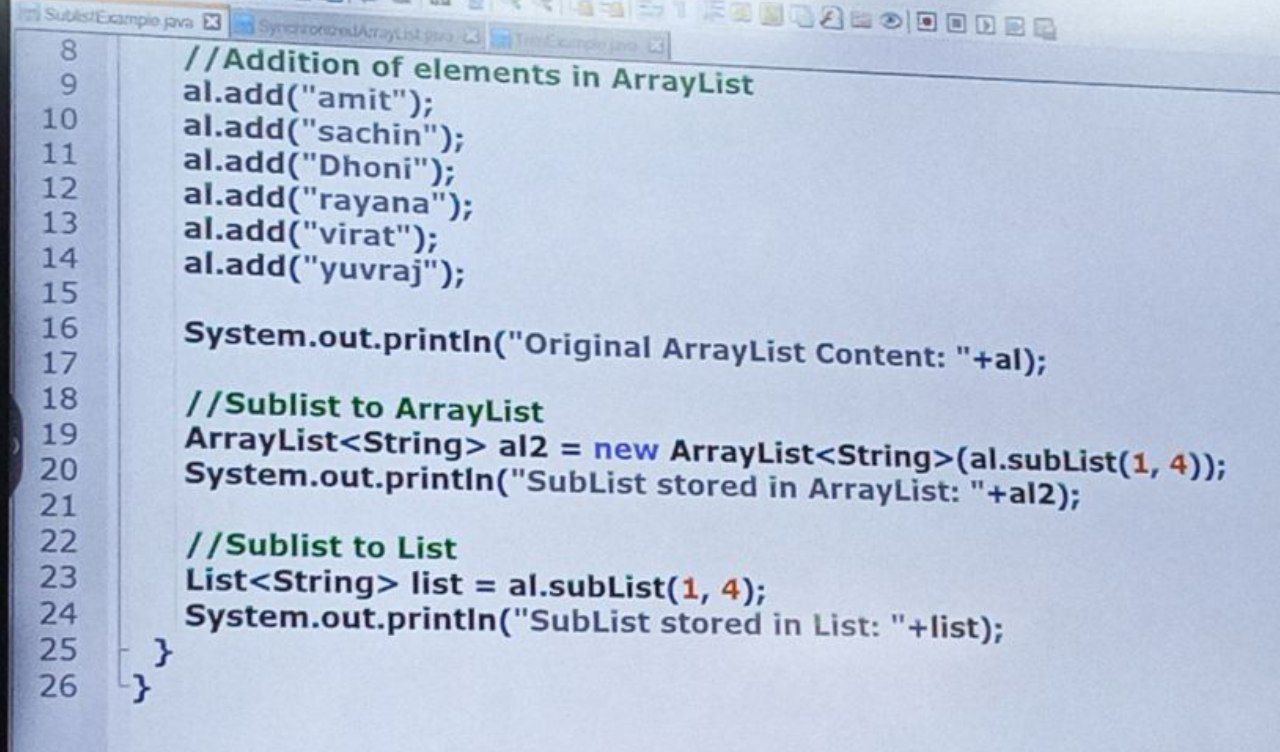 SublistExample.java
SynchronizedArrayList.java
TrimExample.java
8 //Addition of elements in ArrayList
9 al.add("amit");
10 al.add("sachin");
11 al.add("Dhoni");
12 al.add("rayana");
13 al.add("virat");
14 al.add("yuvraj");
15
16 System.out.println("Original ArrayList Content: "+al);
17
18 //Sublist to ArrayList
19 ArrayList<String> al2 = new ArrayList<String>(al.subList(1, 4));
20 System.out.println("SubList stored in ArrayList: "+al2);
21
22 //Sublist to List
23 List<String> list = al.subList(1, 4);
24 System.out.println("SubList stored in List: "+list);
25 }
26 }